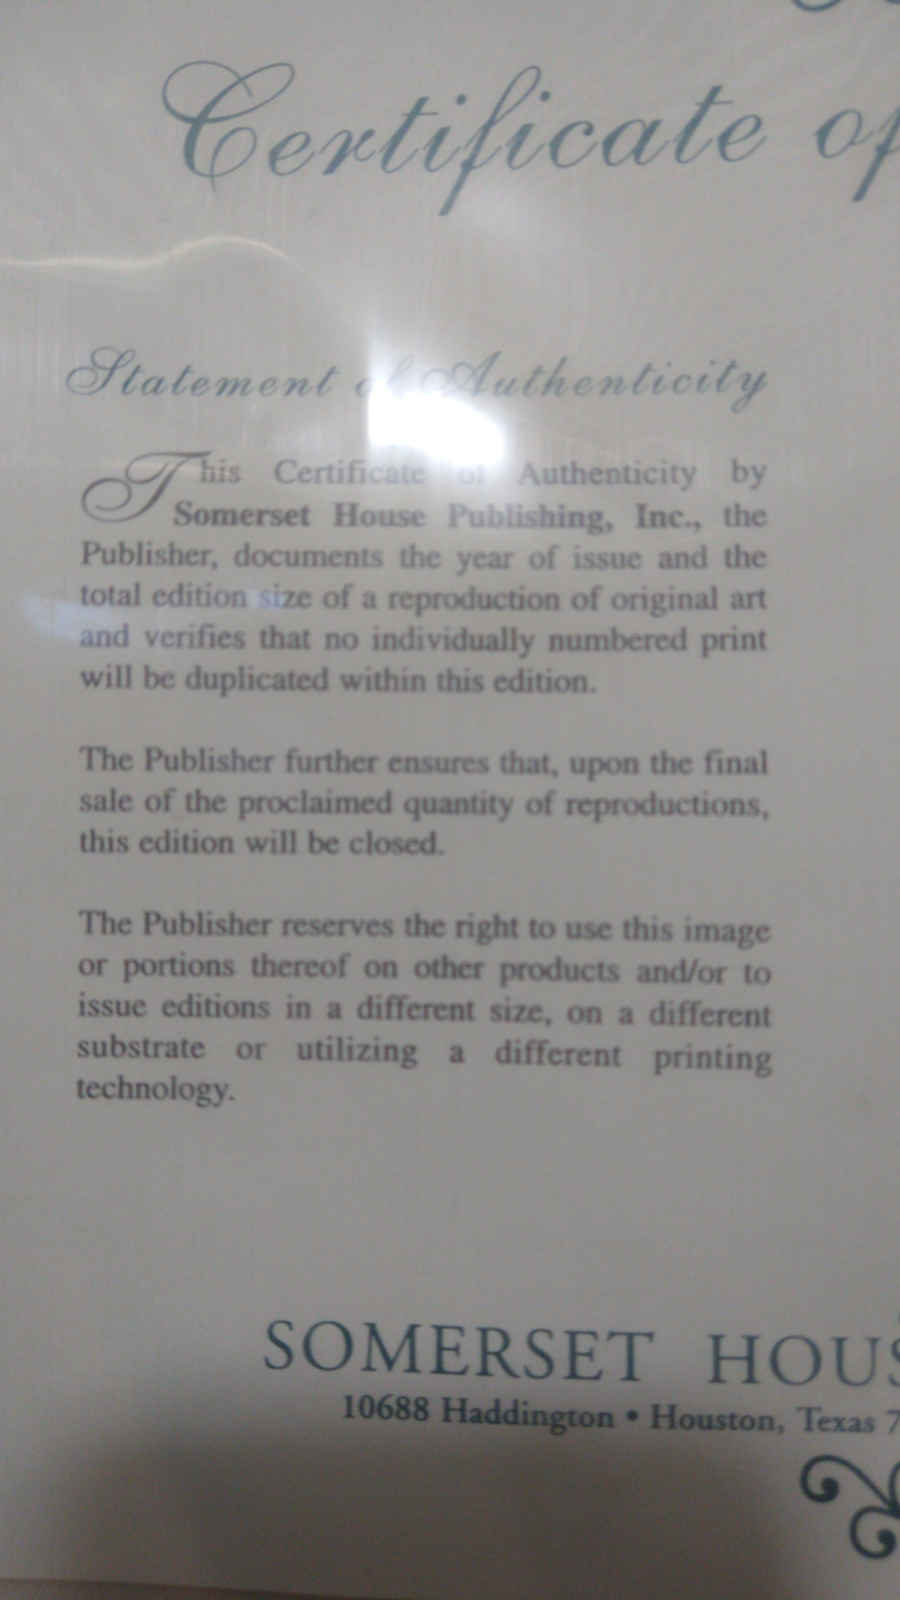 Certificate of
Statement of Authenticity
This Certificate of Authenticity by
Somerset House Publishing, Inc., the
Publisher, documents the year of issue and the
total edition size of a reproduction of original art
and verifies that no individually numbered print
will be duplicated within this edition.
The Publisher further ensures that, upon the final
sale of the proclaimed quantity of reproductions,
this edition will be closed.
The Publisher reserves the right to use this image
or portions thereof on other products and/or to
issue editions in a different size, on a different
substrate or utilizing a different printing
technology.
SOMERSET HOUS
10688 Haddington • Houston, Texas 7